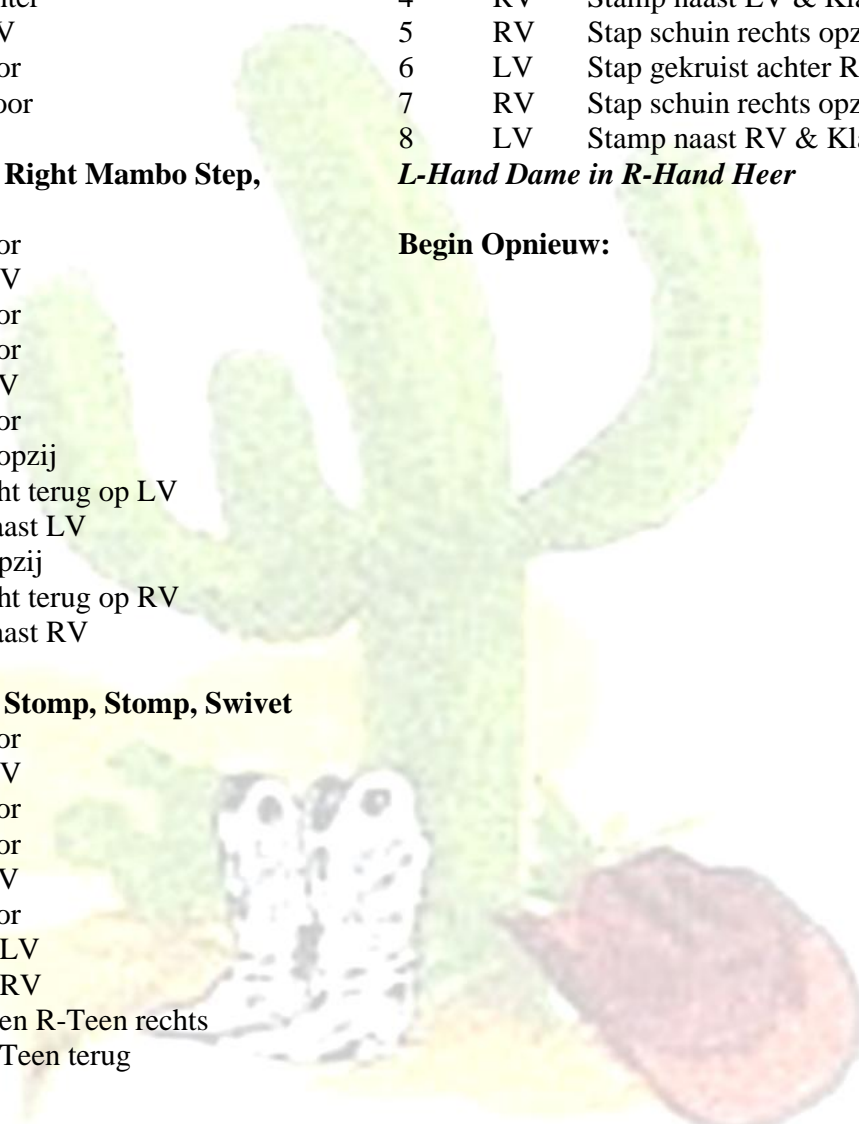 V
or
oor
Right Mambo Step,
or
V
or
or
V
or
opzij
ht terug op LV
aast LV
pzij
ht terug op RV
aast RV
Stomp, Stomp, Swivet
or
V
or
or
V
or
LV
RV
en R-Teen rechts
Teen terug
4 RV Stamp naast LV & Kla
5 RV Stap schuin rechts opz
6 LV Stap gekruist achter R
7 RV Stap schuin rechts opz
8 LV Stamp naast RV & Kla
L-Hand Dame in R-Hand Heer
Begin Opnieuw: